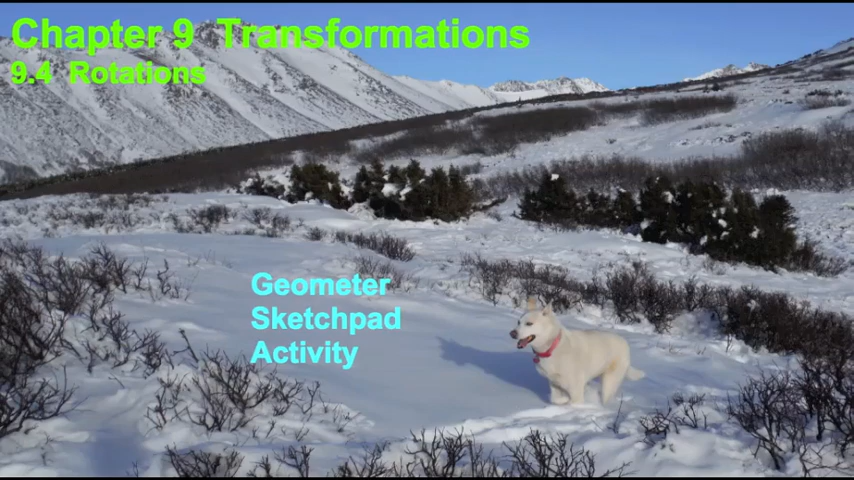 Chapter 9 Transformations
9.4 Rotations
Geometer
Sketchpad
Activity